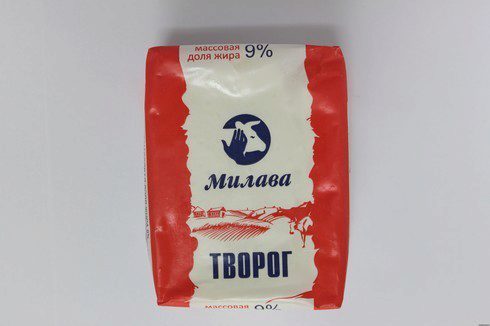 массовая
доля жира 9%
Милава
ТВОРОГ
массовая 9%